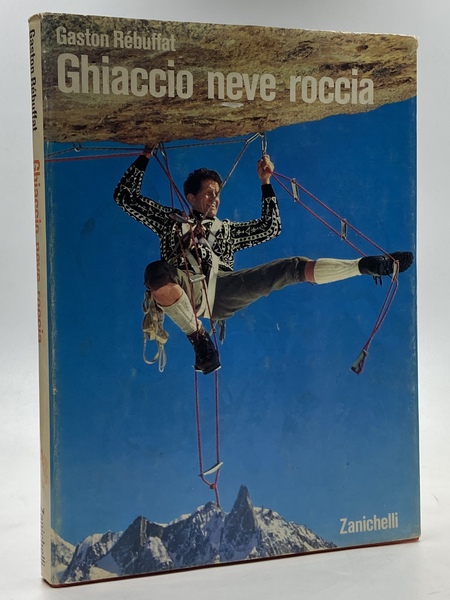 Gaston Rébuffat
Ghiaccio neve roccia
Zanichelli
Gaston Rébuffat
Ghiaccio neve roccia
Zanichelli